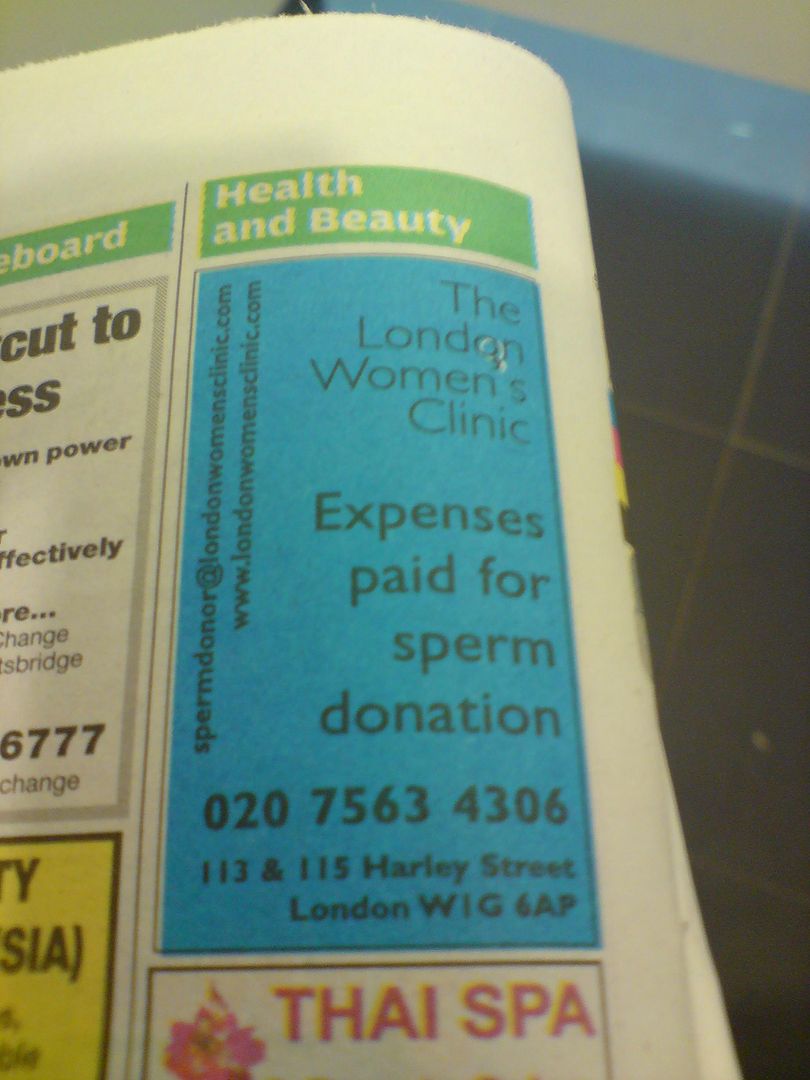 eboard
cut to
ess
own power
r
ffectively
re...
Change
tsbridge
6777
change
TY
SIA)
s,
ble
Health
and Beauty
The
London
Women's
Clinic
spermdonor@londonwomensclinic.com
www.londonwomensclinic.com
Expenses
paid for
sperm
donation
020 7563 4306
113 & 115 Harley Street
London W1G 6AP
THAI SPA